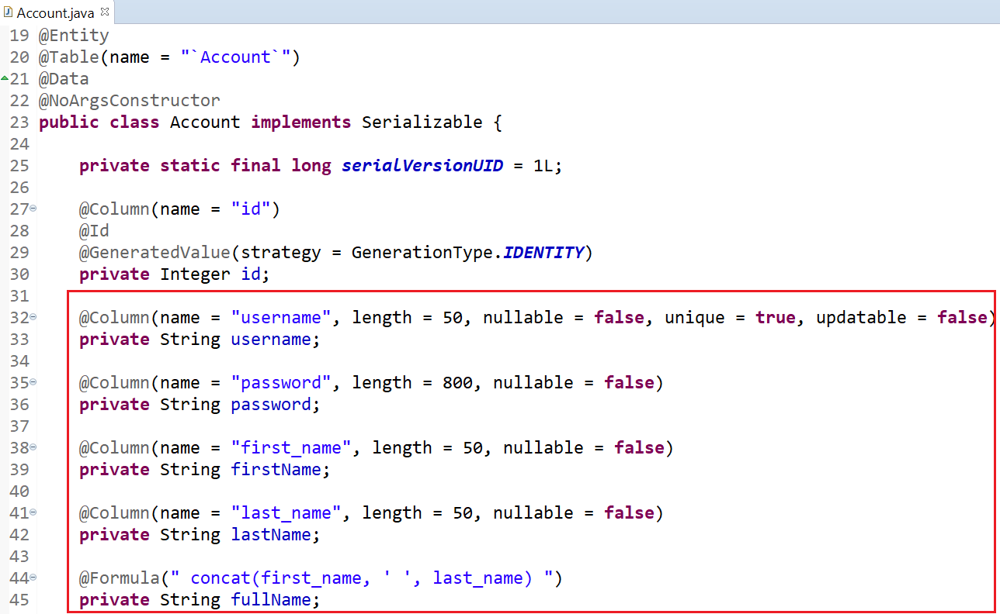 Account.java
19 @Entity
20 @Table(name = "`Account`")
21 @Data
22 @NoArgsConstructor
23 public class Account implements Serializable {
24
25 private static final long serialVersionUID = 1L;
26
27 @Column(name = "id")
28 @Id
29 @GeneratedValue(strategy = GenerationType.IDENTITY)
30 private Integer id;
31
32 @Column(name = "username", length = 50, nullable = false, unique = true, updatable = false)
33 private String username;
34
35 @Column(name = "password", length = 800, nullable = false)
36 private String password;
37
38 @Column(name = "first_name", length = 50, nullable = false)
39 private String firstName;
40
41 @Column(name = "last_name", length = 50, nullable = false)
42 private String lastName;
43
44 @Formula(" concat(first_name, ' ', last_name) ")
45 private String fullName;